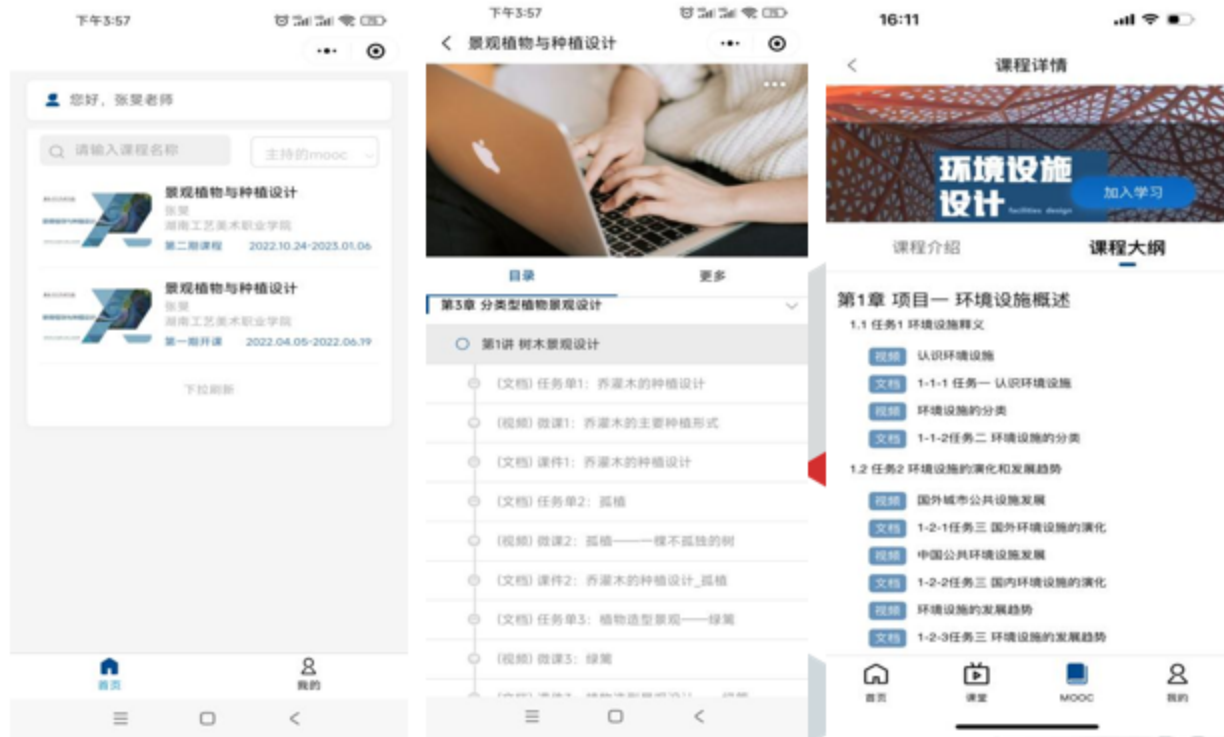 下午3:57
您好，张旻老师
请输入课程名称
主持的mooc
景观植物与种植设计
张旻
湖南工艺美术职业学院
第二期课程 2022.10.24-2023.01.06
景观植物与种植设计
张旻
湖南工艺美术职业学院
第一期开课 2022.04.05-2022.06.19
下拉刷新
首页
我的
下午3:57
景观植物与种植设计
目录
更多
第3章 分类型植物景观设计
第1讲 树木景观设计
(文档) 任务单1：乔灌木的种植设计
(视频) 微课1：乔灌木的主要种植形式
(文档) 课件1：乔灌木的种植设计
(文档) 任务单2：孤植
(视频) 微课2：孤植——一棵不孤独的树
(文档) 课件2：乔灌木的种植设计_孤植
(文档) 任务单3：植物造型景观——绿篱
(视频) 微课3：绿篱
16:11
课程详情
环境设施
设计
facilities design
加入学习
课程介绍
课程大纲
第1章 项目一 环境设施概述
1.1 任务1 环境设施释义
视频 认识环境设施
文档 1-1-1 任务一 认识环境设施
视频 环境设施的分类
文档 1-1-2任务二 环境设施的分类
1.2 任务2 环境设施的演化和发展趋势
视频 国外城市公共设施发展
文档 1-2-1任务三 国外环境设施的演化
视频 中国公共环境设施发展
文档 1-2-2任务三 国内环境设施的演化
视频 环境设施的发展趋势
文档 1-2-3任务三 环境设施的发展趋势
首页
课堂
MOOC
我的